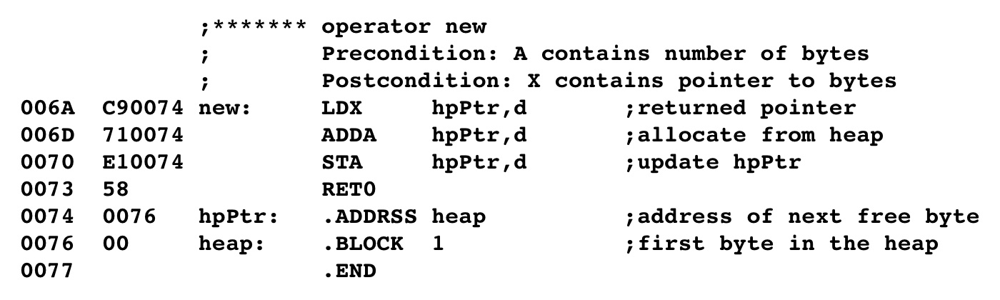 ;******* operator new
;        Precondition: A contains number of bytes
;        Postcondition: X contains pointer to bytes
006A  C90074 new:     LDX     hpPtr,d       ;returned pointer
006D  710074          ADDA    hpPtr,d       ;allocate from heap
0070  E10074          STA     hpPtr,d       ;update hpPtr
0073  58              RET0
0074  0076   hpPtr:   .ADDRSS heap          ;address of next free byte
0076  00     heap:    .BLOCK  1             ;first byte in the heap
0077                  .END